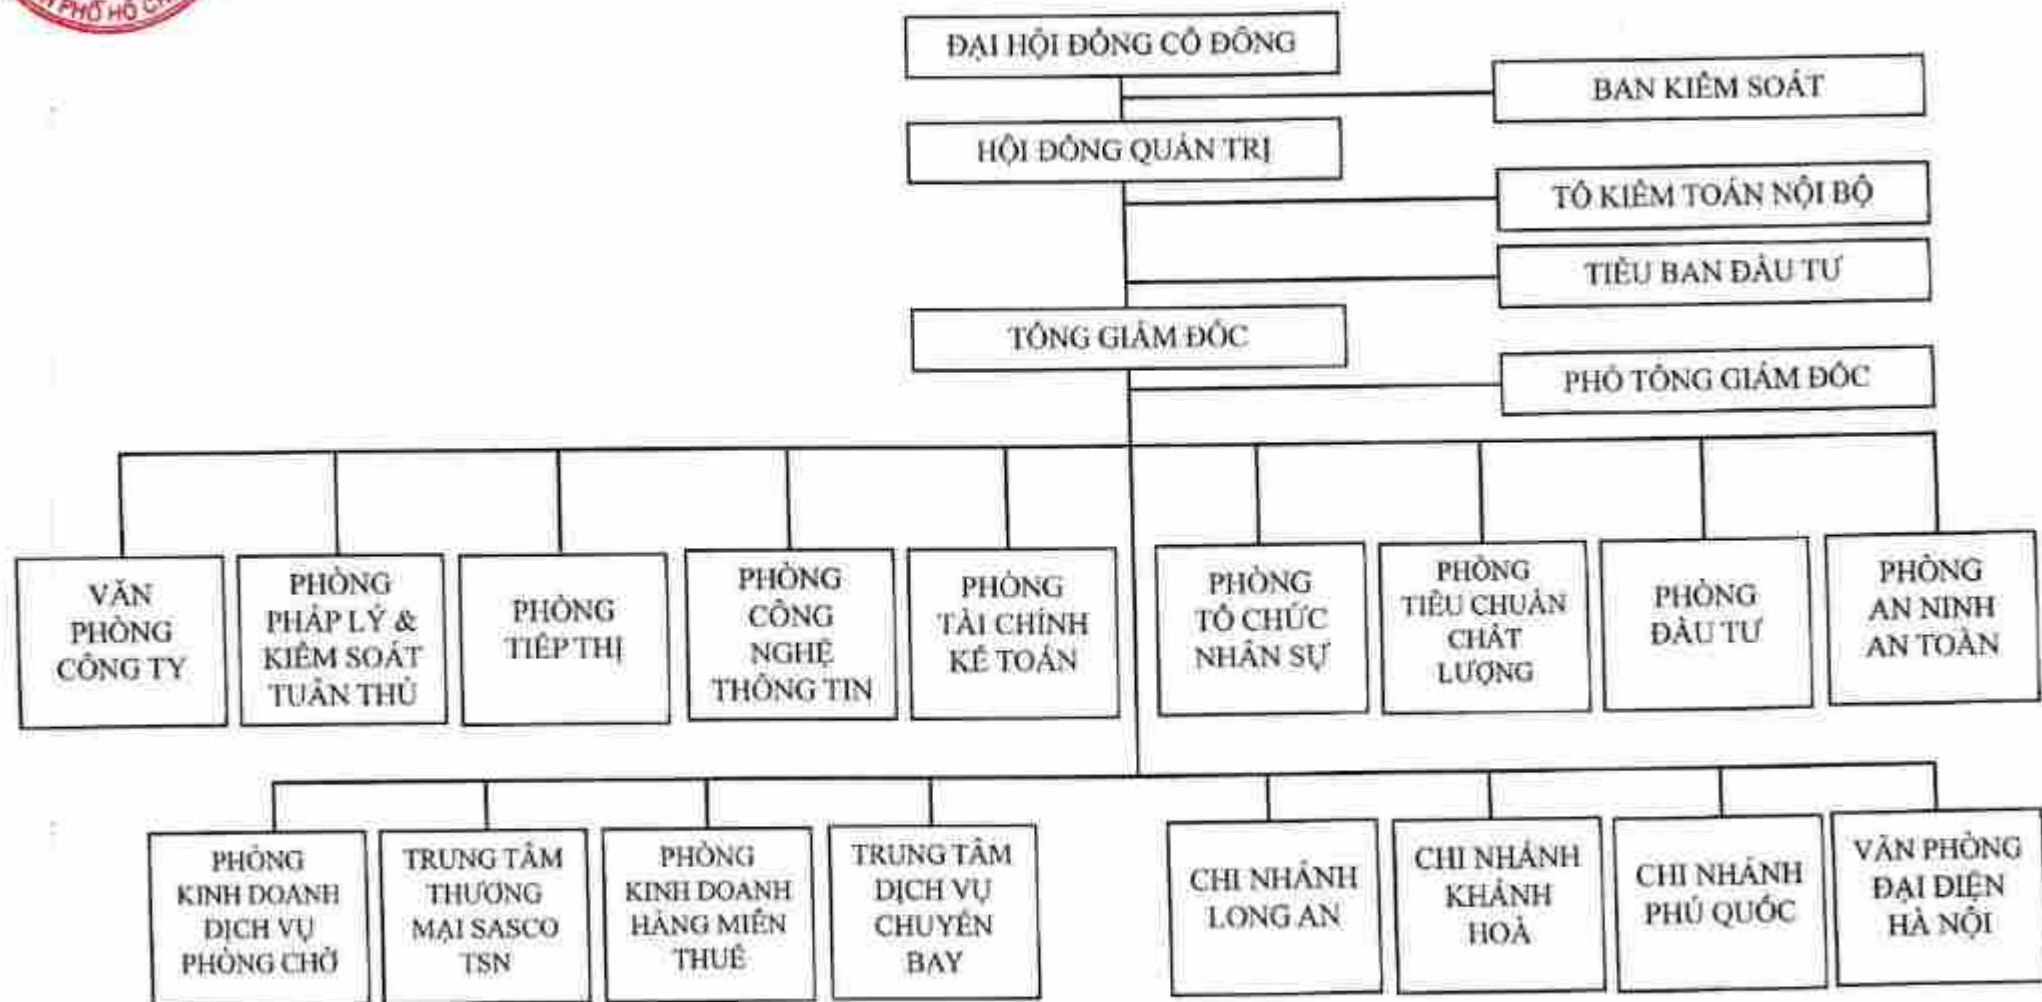 PHỐ HỒ
ĐẠI HỘI ĐỒNG CỔ ĐÔNG
BAN KIỂM SOÁT
HỘI ĐỒNG QUẢN TRỊ
TỔ KIỂM TOÁN NỘI BỘ
TIỂU BAN ĐẦU TƯ
TỔNG GIÁM ĐỐC
PHÓ TỔNG GIÁM ĐỐC
VĂN
PHÒNG
CÔNG TY
PHÒNG
PHÁP LÝ &
KIỂM SOÁT
TUÂN THỦ
PHÒNG
TIẾP THỊ
PHÒNG
CÔNG
NGHỆ
THÔNG TIN
PHÒNG
TÀI CHÍNH
KẾ TOÁN
PHÒNG
TỔ CHỨC
NHÂN SỰ
PHÒNG
TIÊU CHUẨN
CHẤT
LƯỢNG
PHÒNG
ĐẦU TƯ
PHÒNG
AN NINH
AN TOÀN
PHÒNG
KINH DOANH
DỊCH VỤ
PHÒNG CHỜ
TRUNG TÂM
THƯƠNG
MẠI SASCO
TSN
PHÒNG
KINH DOANH
HÀNG MIỄN
THUẾ
TRUNG TÂM
DỊCH VỤ
CHUYẾN
BAY
CHI NHÁNH
LONG AN
CHI NHÁNH
KHÁNH
HOÀ
CHI NHÁNH
PHÚ QUỐC
VĂN PHÒNG
ĐẠI DIỆN
HÀ NỘI